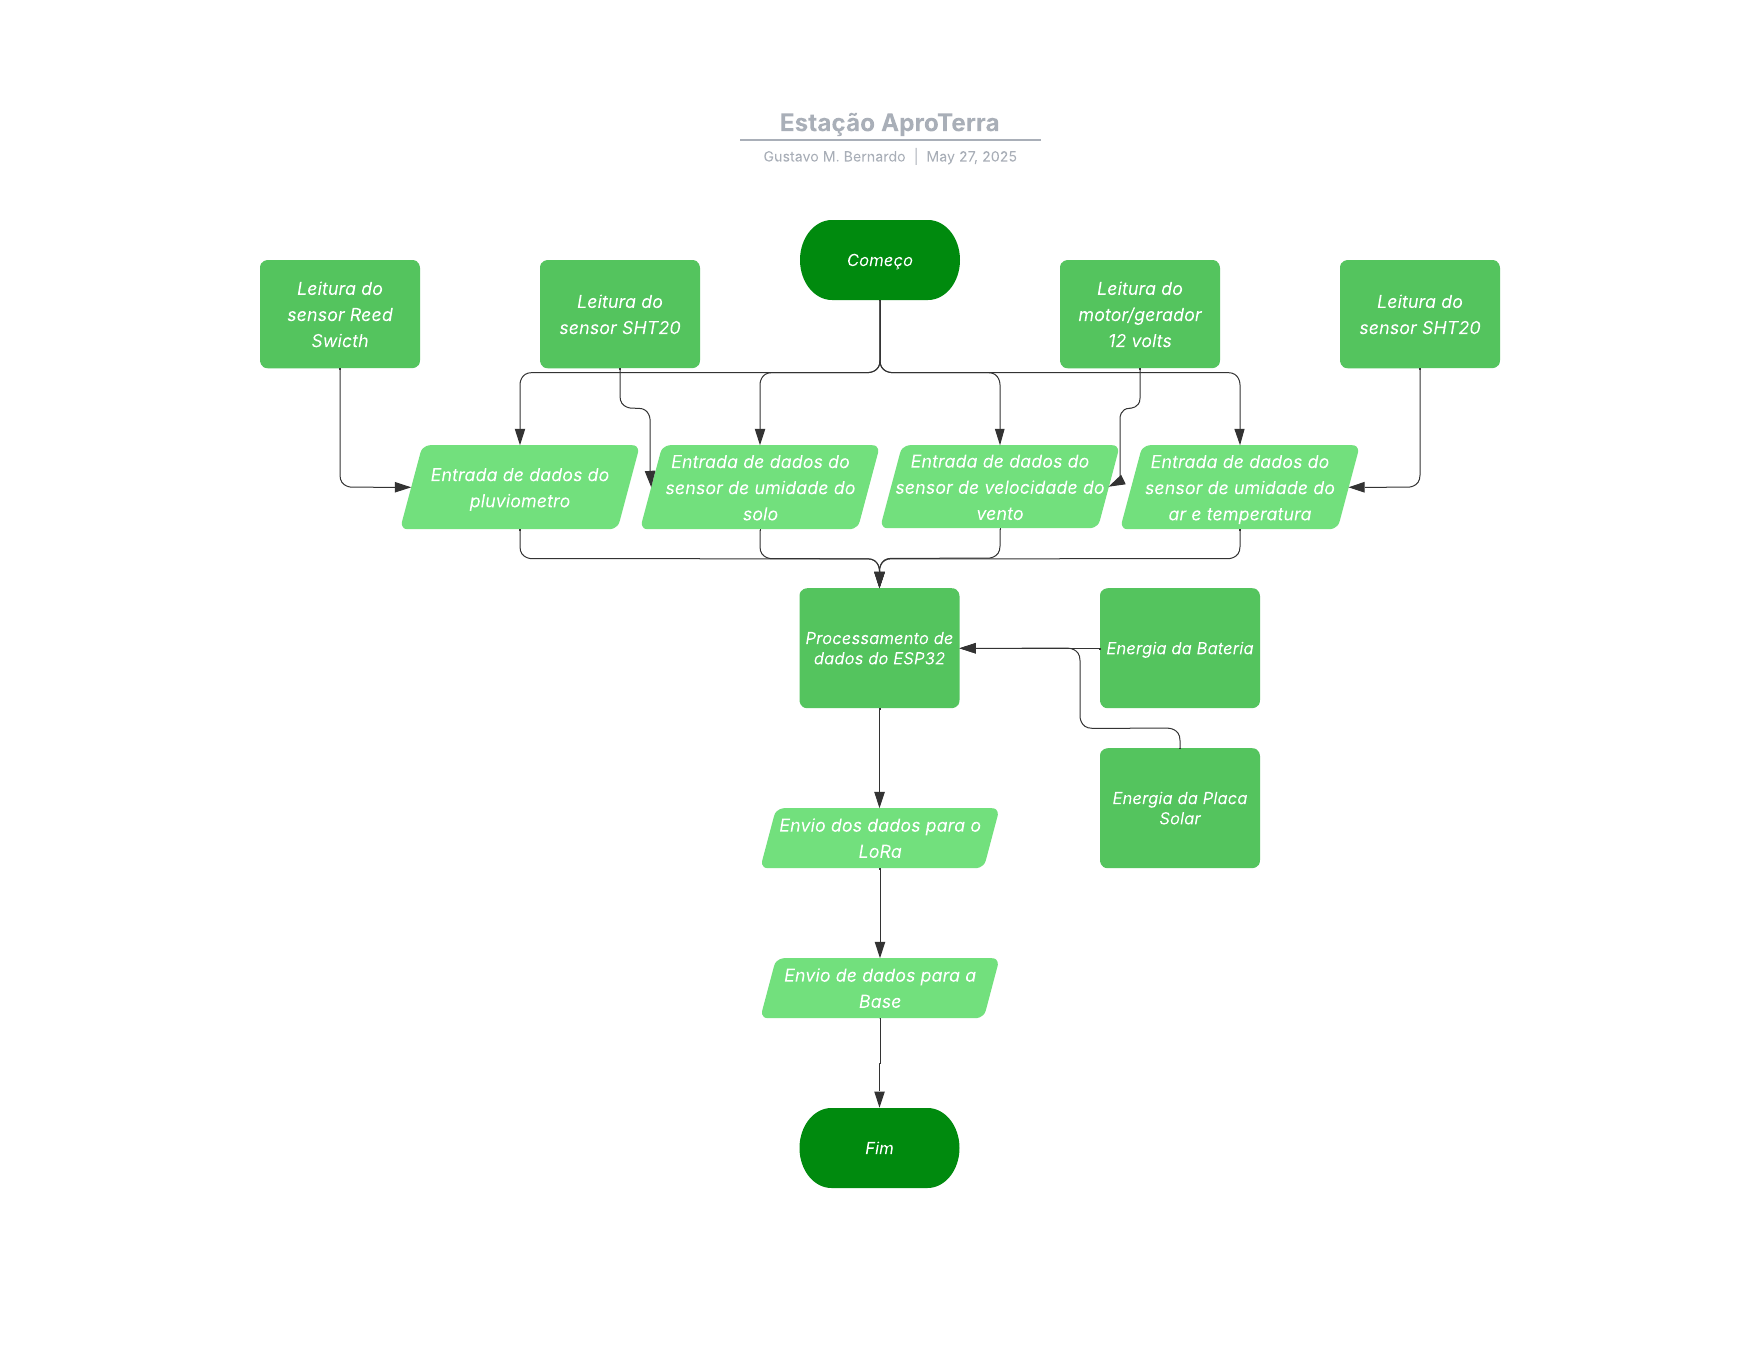 Estação AproTerra
Gustavo M. Bernardo | May 27, 2025
Começo
Leitura do
sensor Reed
Swicth
Leitura do
sensor SHT20
Leitura do
motor/gerador
12 volts
Leitura do
sensor SHT20
Entrada de dados do
pluviometro
Entrada de dados do
sensor de umidade do
solo
Entrada de dados do
sensor de velocidade do
vento
Entrada de dados do
sensor de umidade do
ar e temperatura
Processamento de
dados do ESP32
Energia da Bateria
Energia da Placa
Solar
Envio dos dados para o
LoRa
Envio de dados para a
Base
Fim